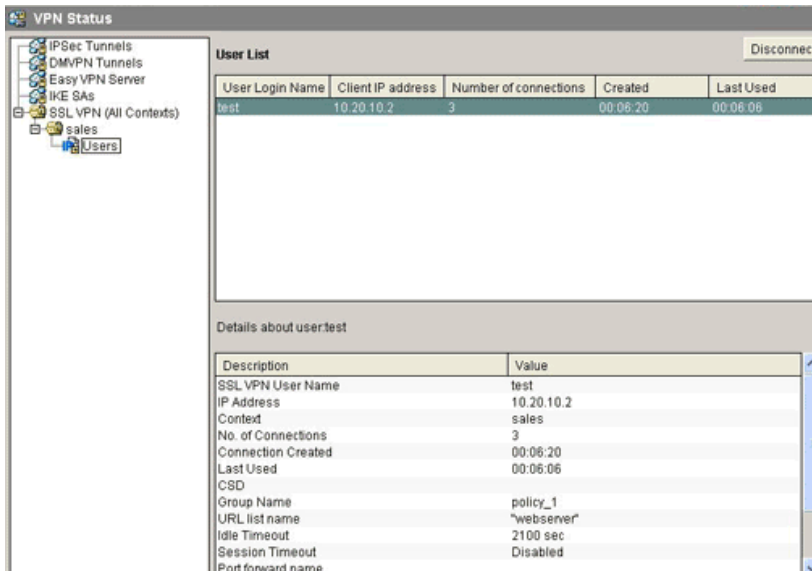 VPN Status
IPSec Tunnels
DMVPN Tunnels
Easy VPN Server
IKE SAs
SSL VPN (All Contexts)
sales
Users
User List
Disconnec
User Login Name Client IP address Number of connections Created Last Used
test 10.20.10.2 3 00:06:20 00:06:06
Details about user:test
Description Value
SSL VPN User Name test
IP Address 10.20.10.2
Context sales
No. of Connections 3
Connection Created 00:06:20
Last Used 00:06:06
CSD
Group Name policy_1
URL list name "webserver"
Idle Timeout 2100 sec
Session Timeout Disabled
Port forward name